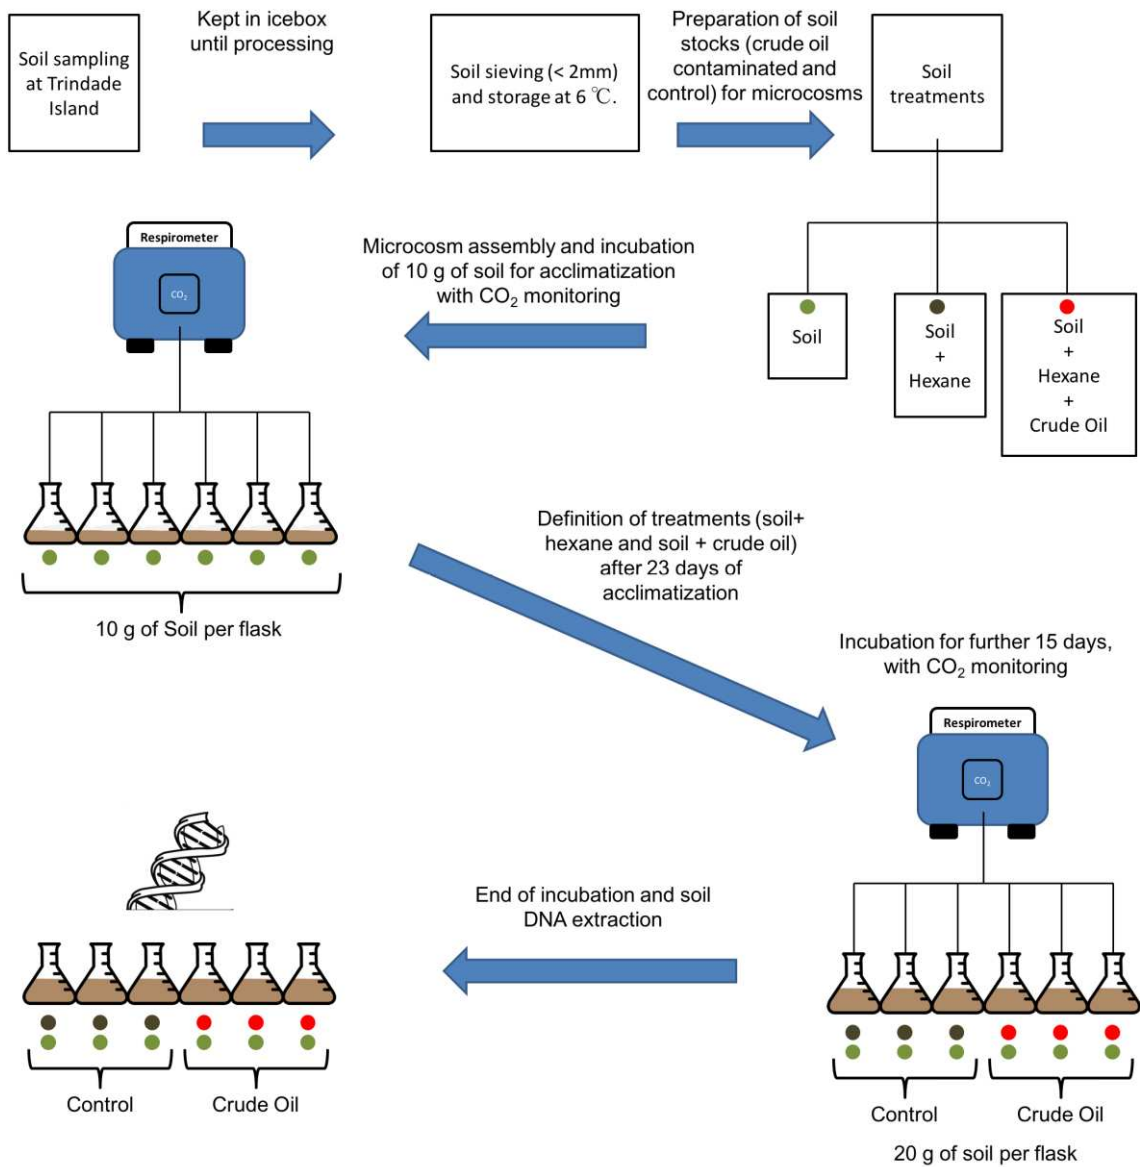 Soil sampling
at Trindade
Island
Kept in icebox
until processing
Soil sieving (< 2mm)
and storage at 6 ℃.
Preparation of soil
stocks (crude oil
contaminated and
control) for microcosms
Soil
treatments
Soil
Soil
+
Hexane
Soil
+
Hexane
+
Crude Oil
Microcosm assembly and incubation
of 10 g of soil for acclimatization
with CO₂ monitoring
Respirometer
CO₂
10 g of Soil per flask
Definition of treatments (soil+
hexane and soil + crude oil)
after 23 days of
acclimatization
Incubation for further 15 days,
with CO₂ monitoring
Respirometer
CO₂
Control
Crude Oil
20 g of soil per flask
End of incubation and soil
DNA extraction
Control
Crude Oil